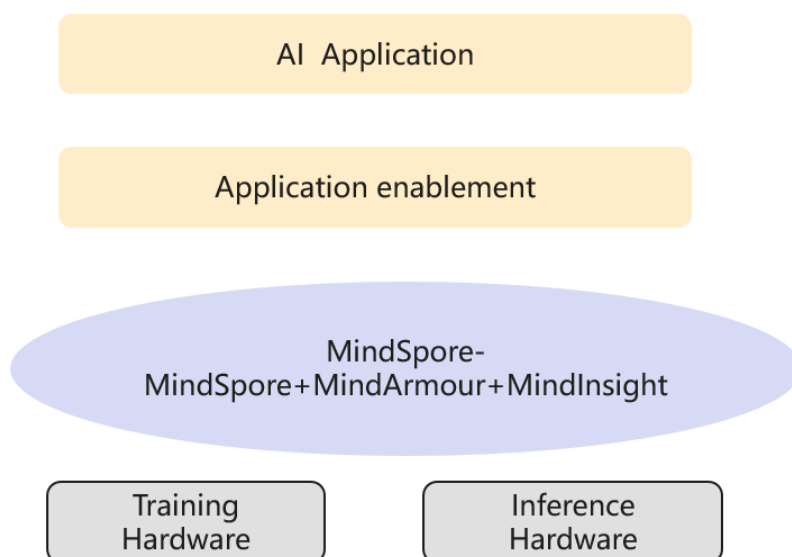 AI Application
Application enablement
MindSpore-
MindSpore+MindArmour+MindInsight
Training
Hardware
Inference
Hardware